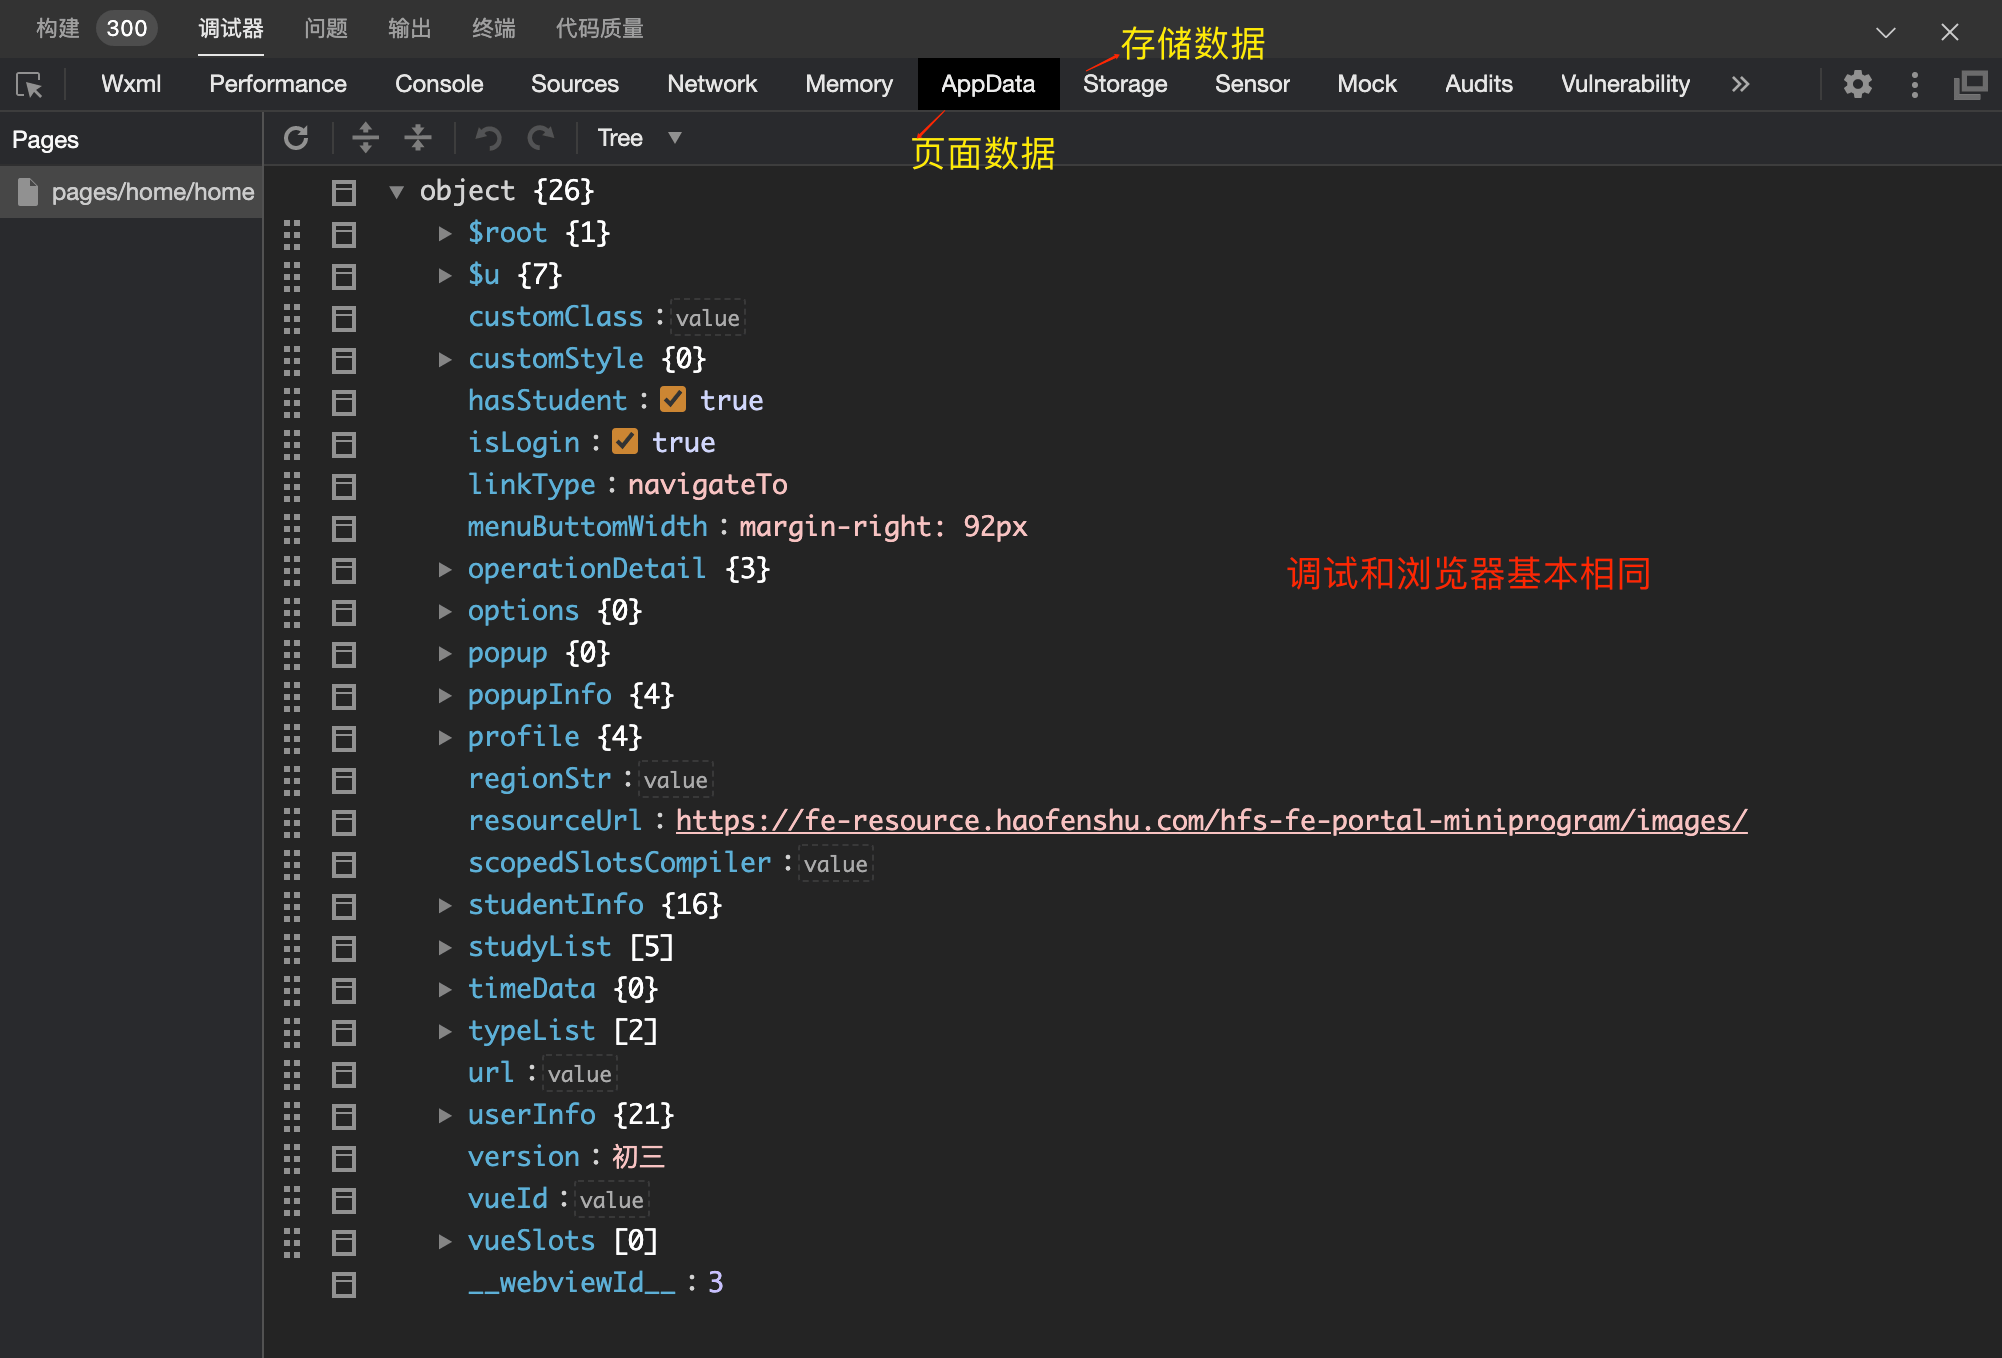 构建 300 调试器 问题 输出 终端 代码质量
存储数据
Wxml Performance Console Sources Network Memory AppData Storage Sensor Mock Audits Vulnerability
Pages
Tree
页面数据
pages/home/home
object {26}
$root {1}
$u {7}
customClass : value
customStyle {0}
hasStudent : true
isLogin : true
linkType : navigateTo
menuButtomWidth : margin-right: 92px
operationDetail {3}
调试和浏览器基本相同
options {0}
popup {0}
popupInfo {4}
profile {4}
regionStr : value
resourceUrl : https://fe-resource.haofenshu.com/hfs-fe-portal-miniprogram/images/
scopedSlotsCompiler : value
studentInfo {16}
studyList [5]
timeData {0}
typeList [2]
url : value
userInfo {21}
version : 初三
vueId : value
vueSlots [0]
__webviewId__ : 3